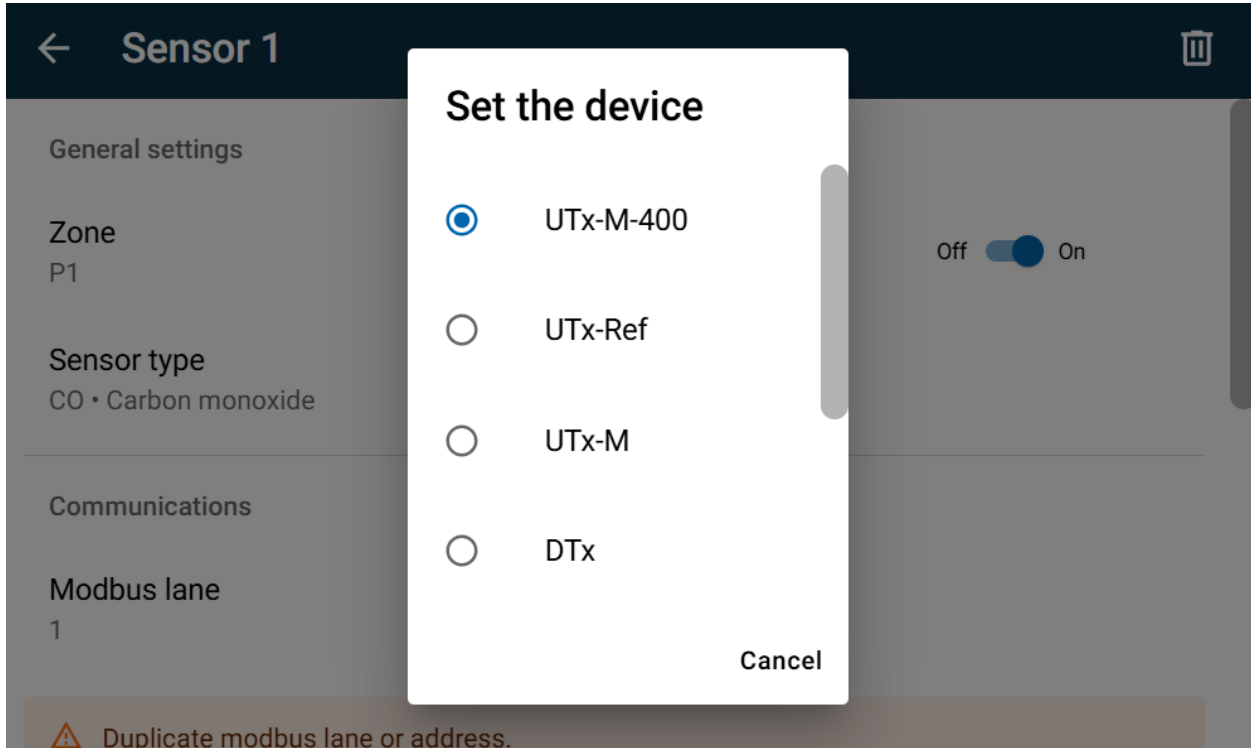 Sensor 1
General settings
Zone
P1
Off On
Sensor type
CO • Carbon monoxide
Communications
Modbus lane
1
Duplicate modbus lane or address.
Set the device
UTx-M-400
UTx-Ref
UTx-M
DTx
Cancel